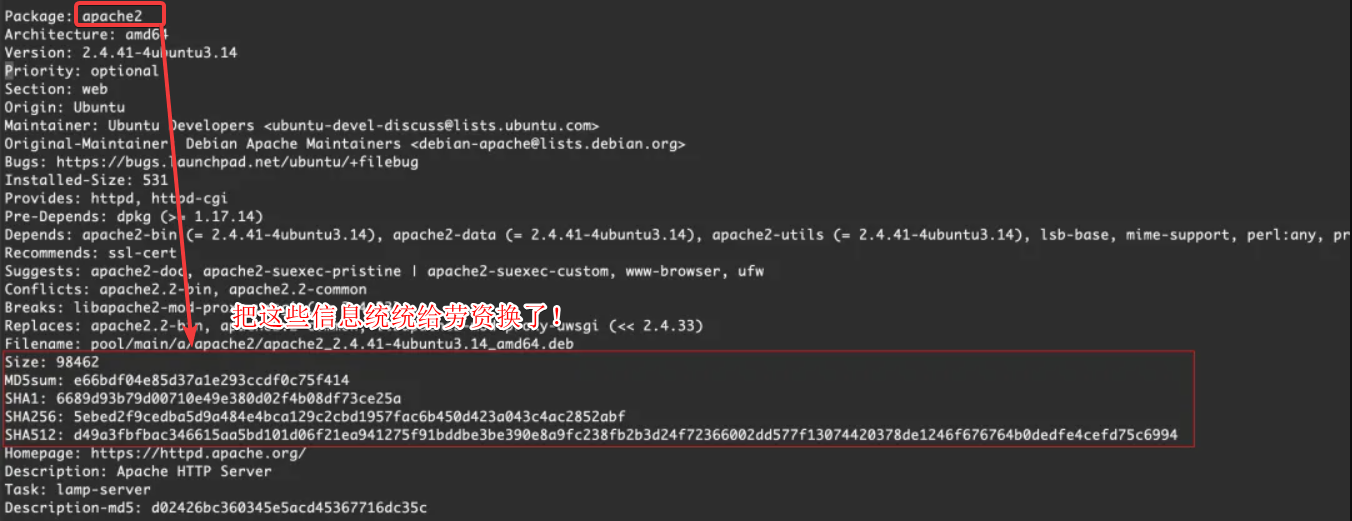 Package: apache2
Architecture: amd64
Version: 2.4.41-4ubuntu3.14
Priority: optional
Section: web
Origin: Ubuntu
Maintainer: Ubuntu Developers <ubuntu-devel-discuss@lists.ubuntu.com>
Original-Maintainer: Debian Apache Maintainers <debian-apache@lists.debian.org>
Bugs: https://bugs.launchpad.net/ubuntu/+filebug
Installed-Size: 531
Provides: httpd, httpd-cgi
Pre-Depends: dpkg (>= 1.17.14)
Depends: apache2-bin (= 2.4.41-4ubuntu3.14), apache2-data (= 2.4.41-4ubuntu3.14), apache2-utils (= 2.4.41-4ubuntu3.14), lsb-base, mime-support, perl:any, pr
Recommends: ssl-cert
Suggests: apache2-doc, apache2-suexec-pristine | apache2-suexec-custom, www-browser, ufw
Conflicts: apache2.2-bin, apache2.2-common
Breaks: libapache2-mod-pro
把这些信息统统给劳资换了！
Replaces: apache2.2-bin, uwsgi (<< 2.4.33)
Filename: pool/main/a/apache2/apache2_2.4.41-4ubuntu3.14_amd64.deb
Size: 98462
MD5sum: e66bdf04e85d37a1e293ccdf0c75f414
SHA1: 6689d93b79d00710e49e380d02f4b08df73ce25a
SHA256: 5ebed2f9cedba5d9a484e4bca129c2cbd1957fac6b450d423a043c4ac2852abf
SHA512: d49a3fbfbac346615aa5bd101d06f21ea941275f91bddbe3be390e8a9fc238fb2b3d24f72366002dd577f13074420378de1246f676764b0dedfe4cefd75c6994
Homepage: https://httpd.apache.org/
Description: Apache HTTP Server
Task: lamp-server
Description-md5: d02426bc360345e5acd45367716dc35c